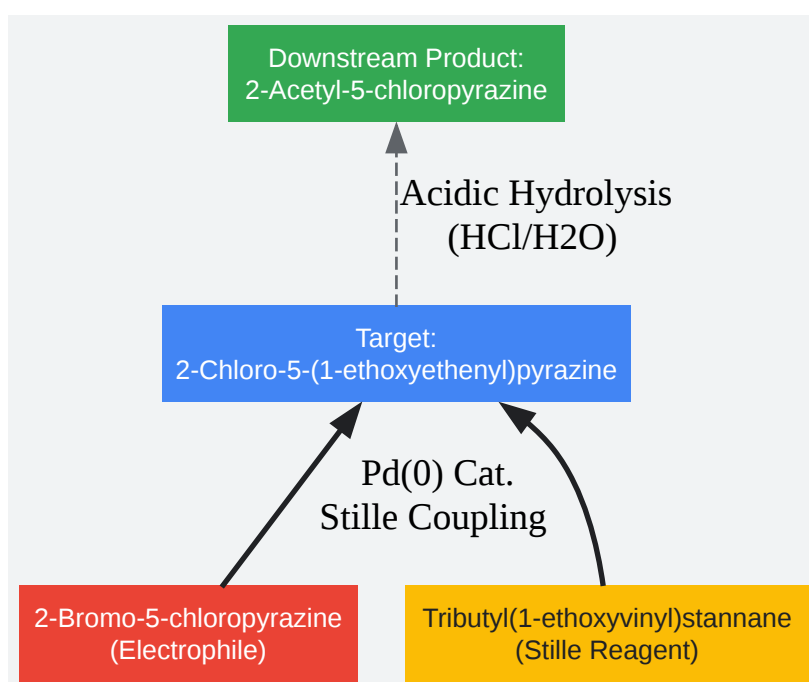 Downstream Product:
2-Acetyl-5-chloropyrazine
Acidic Hydrolysis
(HCl/H2O)
Target:
2-Chloro-5-(1-ethoxyethenyl)pyrazine
Pd(0) Cat.
Stille Coupling
2-Bromo-5-chloropyrazine
(Electrophile)
Tributyl(1-ethoxyvinyl)stannane
(Stille Reagent)